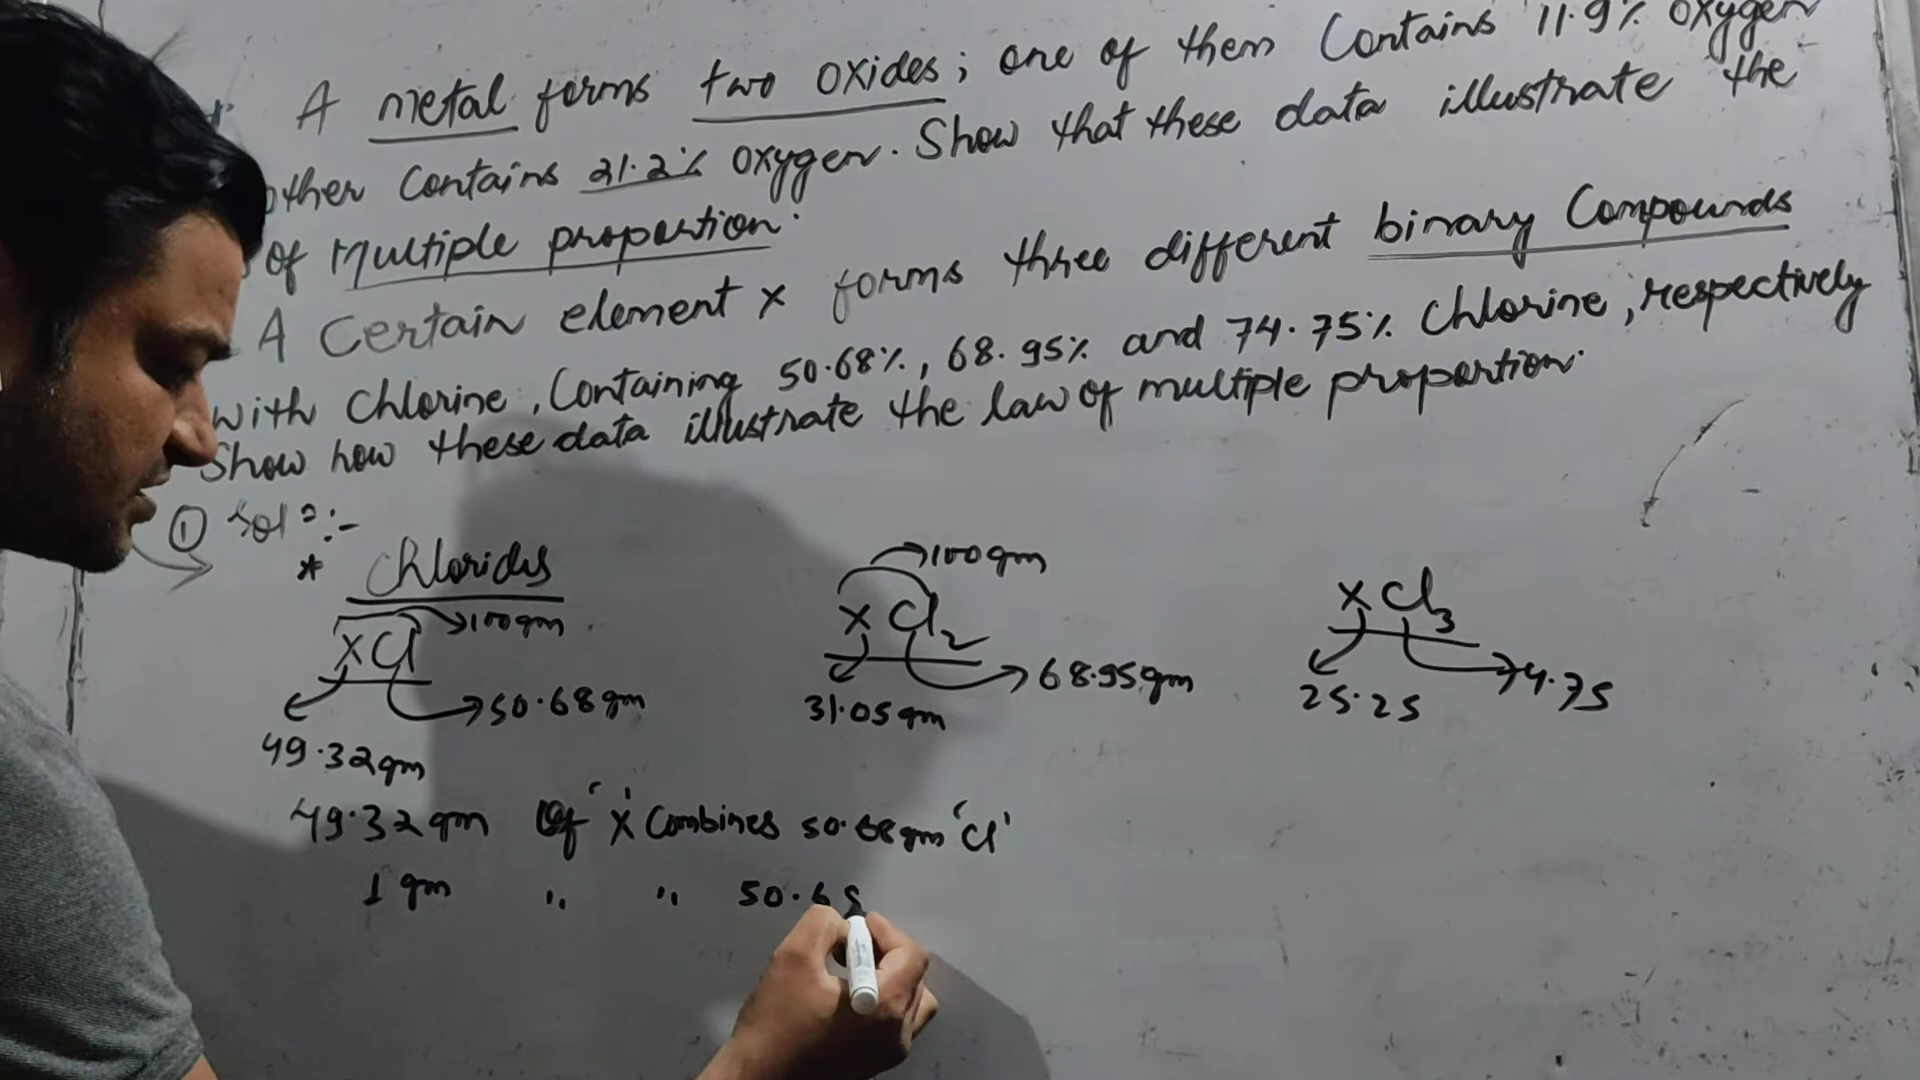 A metal forms two oxides; one of them Contains 11.9% oxygen
other contains 21.2% oxygen. Show that these data illustrate the
of Multiple proportion.
A Certain element x forms three different binary Compounds
with Chlorine, Containing 50.68%, 68.95% and 74.75% Chlorine, respectively
Show how these data illustrate the law of multiple proportion.
① Solⁿ:-
* Chlorides
100gm
100gm
xCl
xCl2
xCl3
50.68gm
68.95gm
74.75
49.32gm
31.05gm
25.25
49.32gm Of 'X' Combines 50.68gm 'Cl'
1 gm " " 50.68